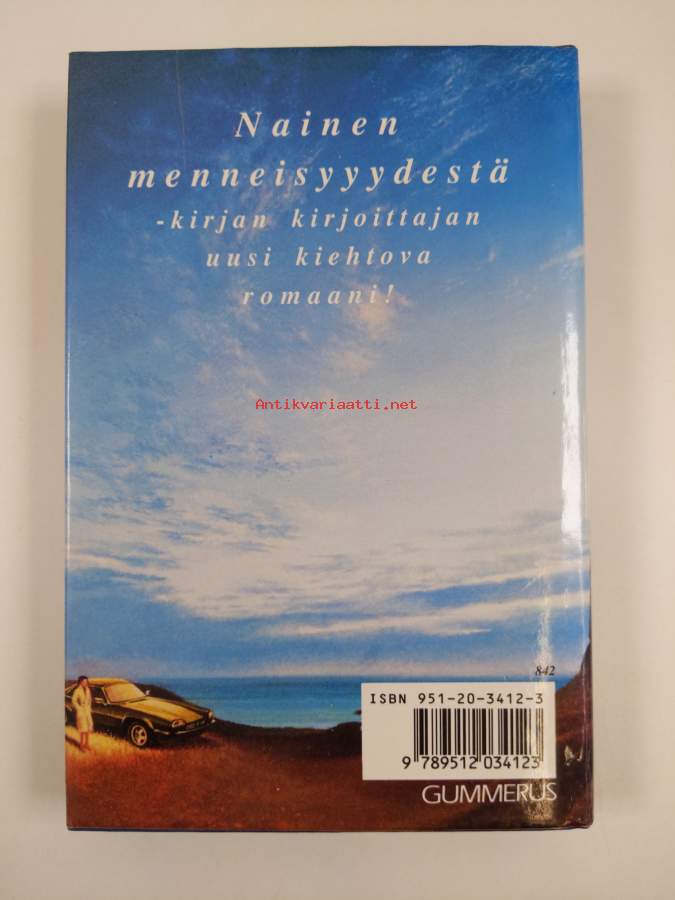 Nainen
menneisyyydestä
-kirjan kirjoittajan
uusi kiehtova
romaani!
Antikvariaatti.net
842
ISBN 951-20-3412-3
9 789512 034123
GUMMERUS